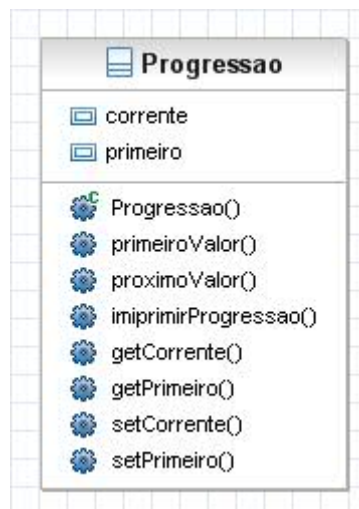 Progressao
corrente
primeiro
Progressao()
primeiroValor()
proximoValor()
imiprimirProgressao()
getCorrente()
getPrimeiro()
setCorrente()
setPrimeiro()